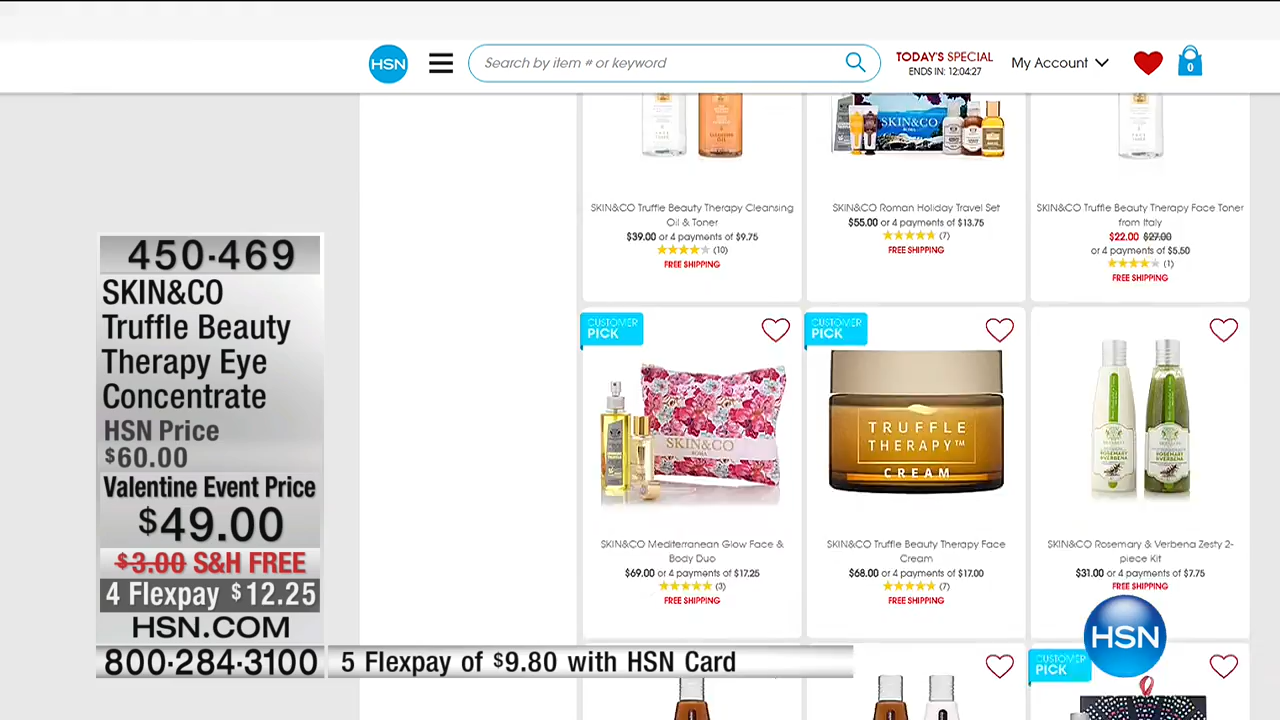 HSN
Search by item # or keyword
TODAY'S SPECIAL
ENDS IN: 12:04:27
My Account
0
CLEANSING
OIL
SKIN&CO
ROMA
SKIN&CO Truffle Beauty Therapy Cleansing
Oil & Toner
$39.00 or 4 payments of $9.75
(10)
FREE SHIPPING
SKIN&CO Roman Holiday Travel Set
$55.00 or 4 payments of $13.75
(7)
FREE SHIPPING
SKIN&CO Truffle Beauty Therapy Face Toner
from Italy
$22.00 $27.00
or 4 payments of $5.50
(1)
FREE SHIPPING
450-469
SKIN&CO
Truffle Beauty
Therapy Eye
Concentrate
HSN Price
$60.00
Valentine Event Price
$49.00
$3.00 S&H FREE
4 Flexpay $12.25
HSN.COM
800-284-3100
5 Flexpay of $9.80 with HSN Card
CUSTOMER
PICK
SKIN&CO
ROMA
SKIN&CO Mediterranean Glow Face &
Body Duo
$69.00 or 4 payments of $17.25
(3)
FREE SHIPPING
CUSTOMER
PICK
TRUFFLE
THERAPY™
CREAM
SKIN&CO Truffle Beauty Therapy Face
Cream
$68.00 or 4 payments of $17.00
(7)
FREE SHIPPING
ROSEMARY
&VERBENA
ROSEMARY
&VERBENA
SKIN&CO Rosemary & Verbena Zesty 2-
piece Kit
$31.00 or 4 payments of $7.75
FREE SHIPPING
HSN
CUSTOMER
PICK